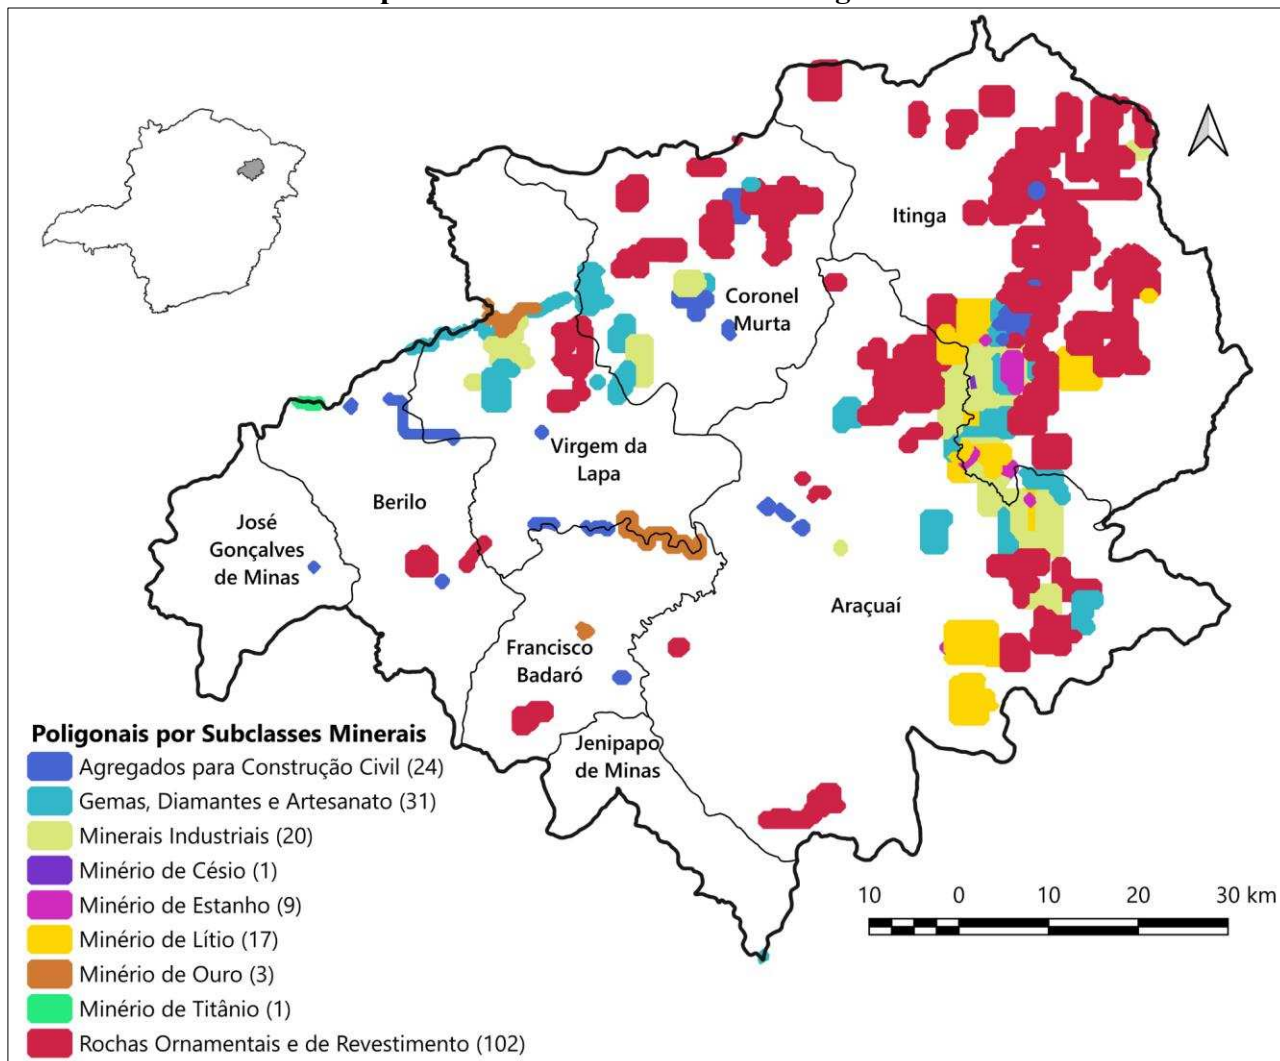 Itinga
Coronel
Murta
Virgem da
Lapa
Berilo
José
Gonçalves
de Minas
Araçuaí
Francisco
Badaró
Jenipapo
de Minas
Poligonais por Subclasses Minerais
Agregados para Construção Civil (24)
Gemas, Diamantes e Artesanato (31)
Minerais Industriais (20)
Minério de Césio (1)
Minério de Estanho (9)
Minério de Lítio (17)
Minério de Ouro (3)
Minério de Titânio (1)
Rochas Ornamentais e de Revestimento (102)
10 0 10 20 30 km